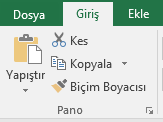 Dosya Giriş Ekle
Kes
Kopyala
Yapıştır
Biçim Boyacısı
Pano